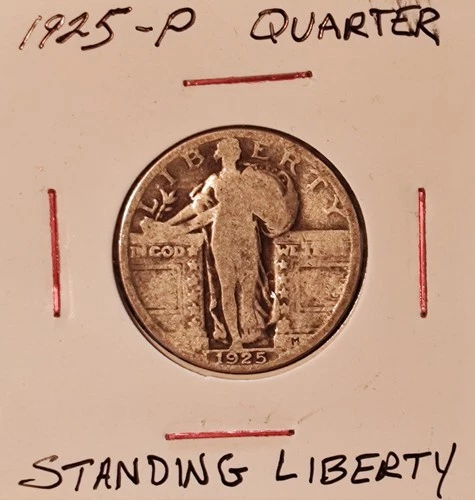 1925-P QUARTER
LIBERTY
IN GOD WE
1925
M
STANDING LIBERTY